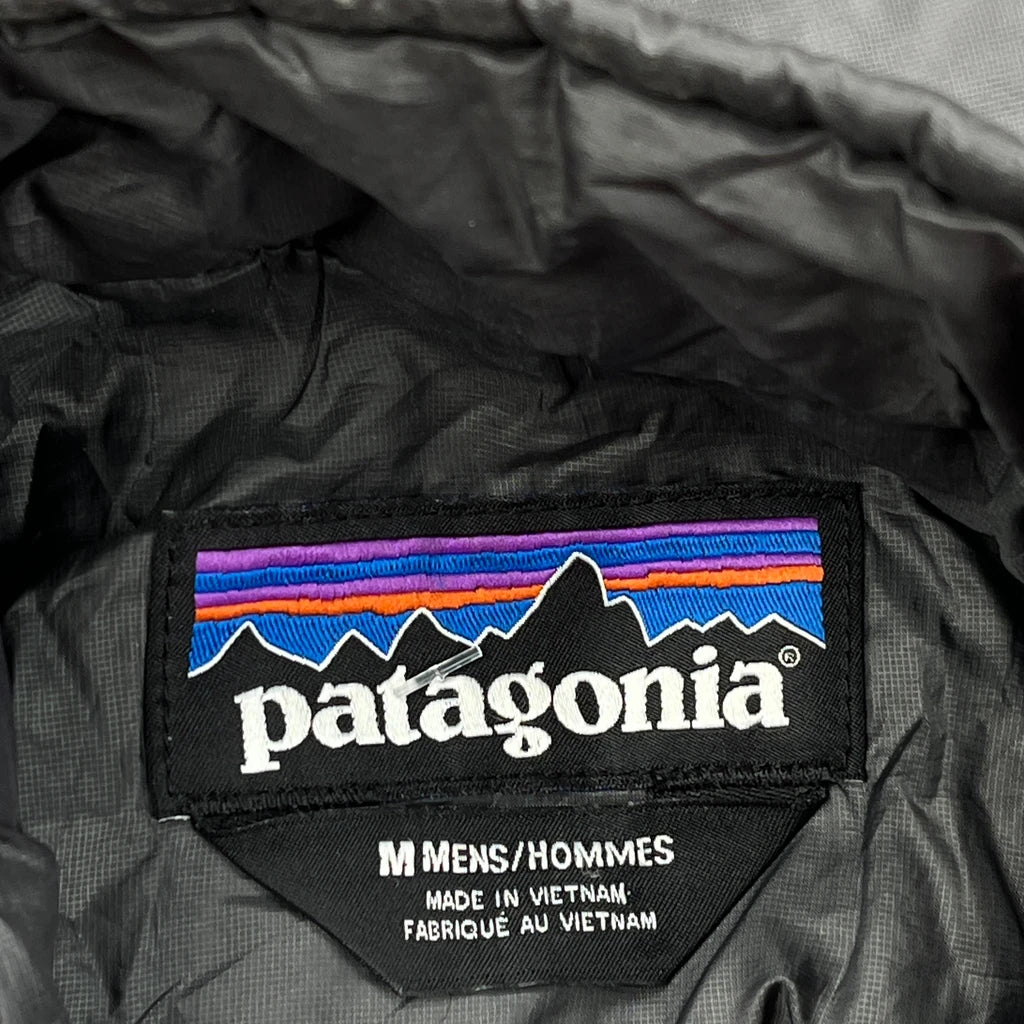 patagonia®
M MENS/HOMMES
MADE IN VIETNAM
FABRIQUÉ AU VIETNAM